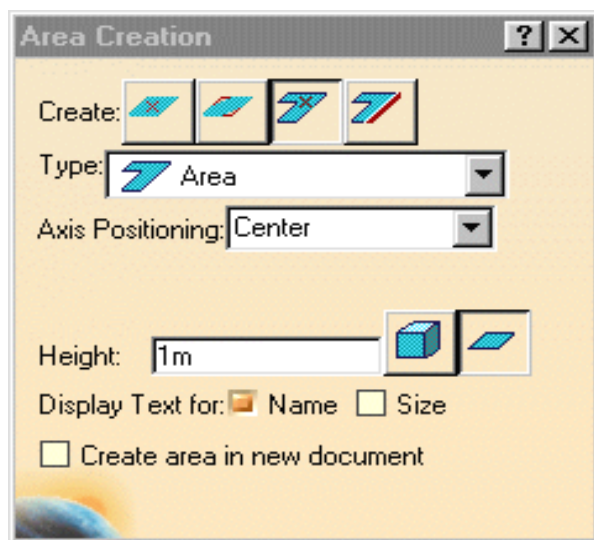 Area Creation ?
Create:
Type: Area
Axis Positioning: Center
Height: 1m
Display Text for: Name Size
Create area in new document